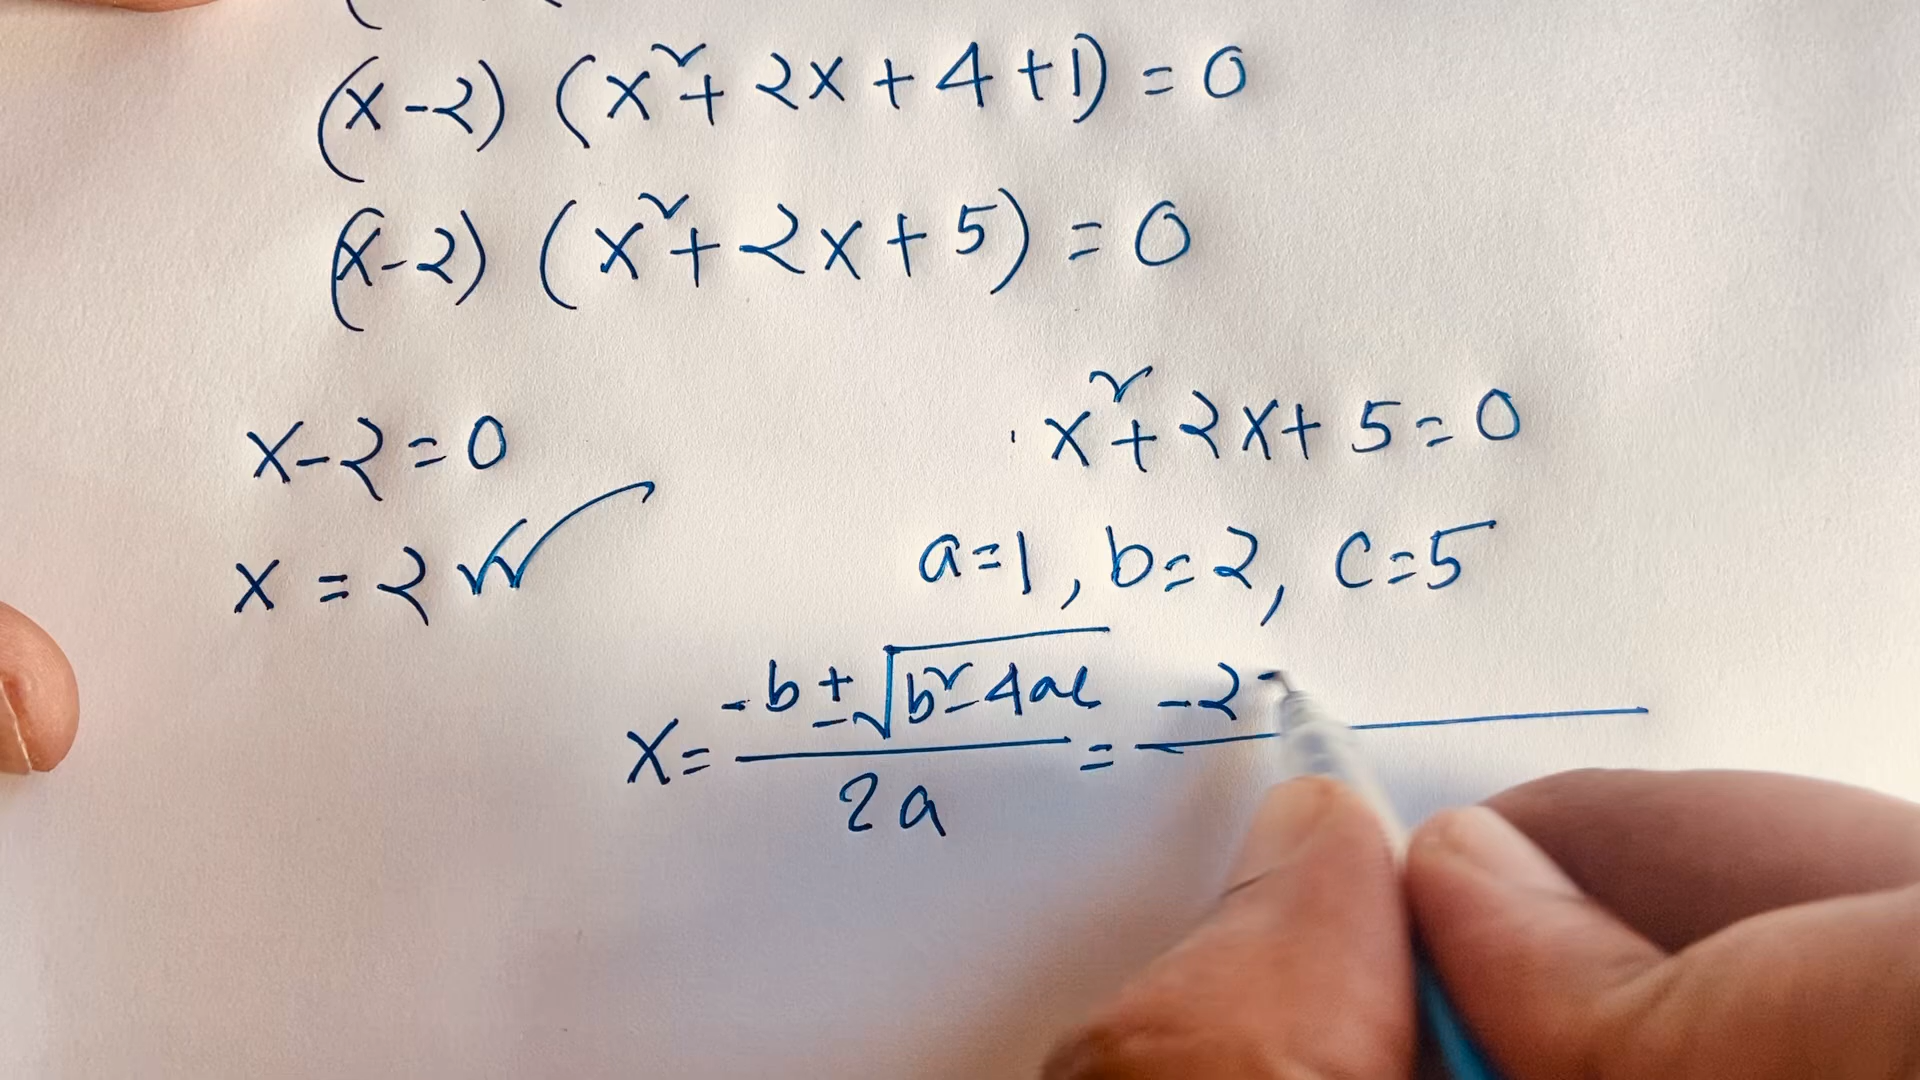 (x-2) (x²+2x+4+1) = 0
(x-2) (x²+2x+5) = 0
x-2=0
x²+2x+5=0
x = 2
a=1, b=2, c=5
x = (-b±√(b²-4ac))/2a = -2